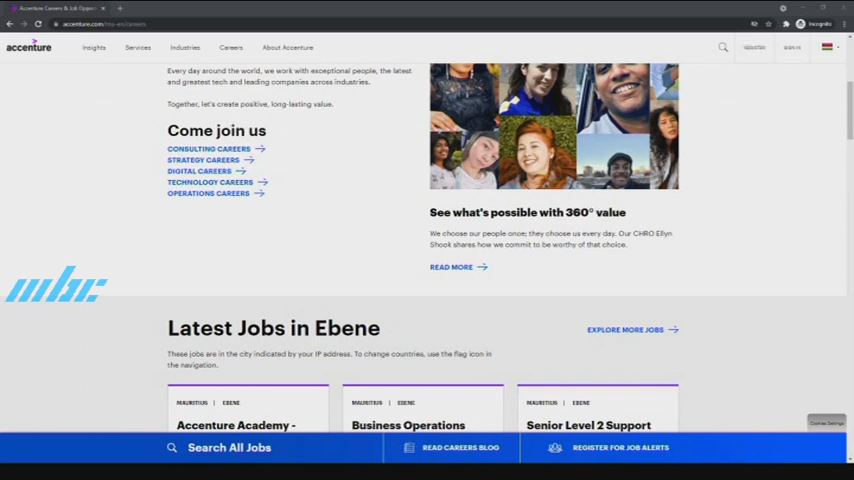 Accenture Careers & Job Opport
accenture.com/mu-en/careers
Incognito
accenture
Insights
Services
Industries
Careers
About Accenture
REGISTER
SIGN IN
Every day around the world, we work with exceptional people, the latest
and greatest tech and leading companies across industries.
Together, let's create positive, long-lasting value.
Come join us
CONSULTING CAREERS
STRATEGY CAREERS
DIGITAL CAREERS
TECHNOLOGY CAREERS
OPERATIONS CAREERS
See what's possible with 360° value
We choose our people once; they choose us every day. Our CHRO Ellyn
Shook shares how we commit to be worthy of that choice.
READ MORE
mbc
Latest Jobs in Ebene
EXPLORE MORE JOBS
These jobs are in the city indicated by your IP address. To change countries, use the flag icon in
the navigation.
MAURITIUS | EBENE
Accenture Academy -
MAURITIUS | EBENE
Business Operations
MAURITIUS | EBENE
Senior Level 2 Support
Cookies Settings
Search All Jobs
READ CAREERS BLOG
REGISTER FOR JOB ALERTS